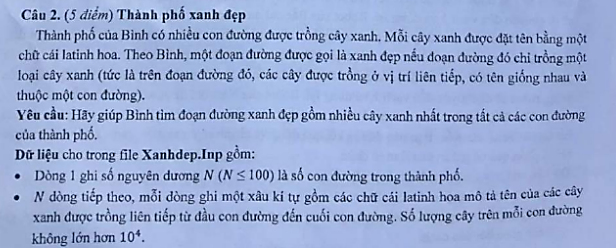 Câu 2. (5 điểm) Thành phố xanh đẹp
Thành phố của Bình có nhiều con đường được trồng cây xanh. Mỗi cây xanh được đặt tên bằng một
chữ cái latinh hoa. Theo Bình, một đoạn đường được gọi là xanh đẹp nếu đoạn đường đó chỉ trồng một
loại cây xanh (tức là trên đoạn đường đó, các cây được trồng ở vị trí liên tiếp, có tên giống nhau và
thuộc một con đường).
Yêu cầu: Hãy giúp Bình tìm đoạn đường xanh đẹp gồm nhiều cây xanh nhất trong tất cả các con đường
của thành phố.
Dữ liệu cho trong file Xanhdep.Inp gồm:
• Dòng 1 ghi số nguyên dương N (N ≤ 100) là số con đường trong thành phố.
• N dòng tiếp theo, mỗi dòng ghi một xâu kí tự gồm các chữ cái latinh hoa mô tả tên của các cây
xanh được trồng liên tiếp từ đầu con đường đến cuối con đường. Số lượng cây trên mỗi con đường
không lớn hơn 10⁴.